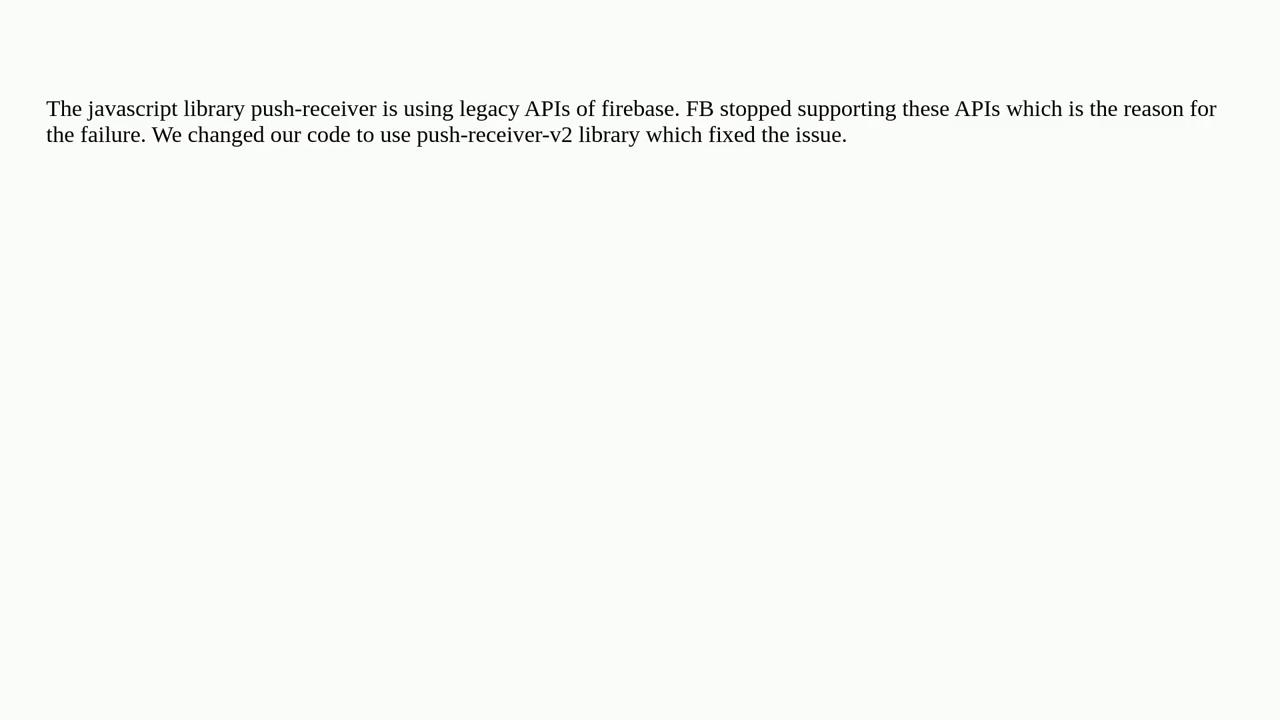 The javascript library push-receiver is using legacy APIs of firebase. FB stopped supporting these APIs which is the reason for
the failure. We changed our code to use push-receiver-v2 library which fixed the issue.